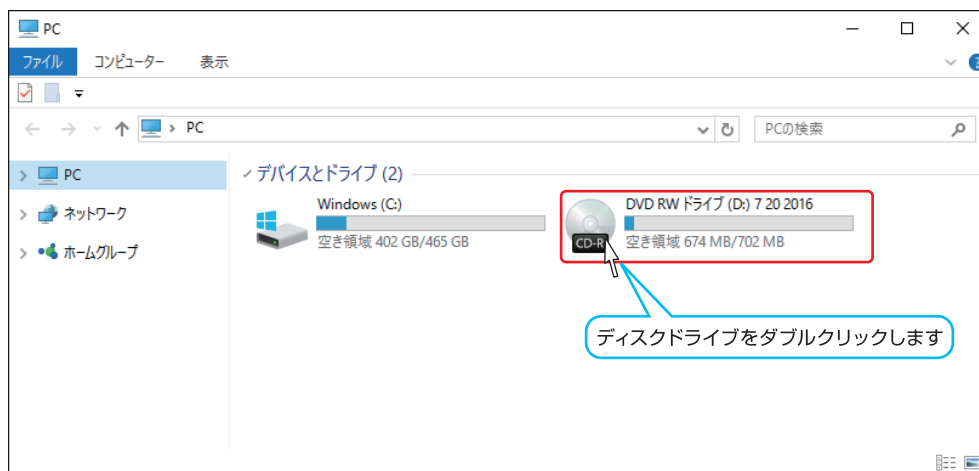 PC
ファイル コンピューター 表示
PC
PCの検索
PC
ネットワーク
ホームグループ
デバイスとドライブ (2)
Windows (C:)
空き領域 402 GB/465 GB
DVD RW ドライブ (D:) 7 20 2016
CD-R
空き領域 674 MB/702 MB
ディスクドライブをダブルクリックします